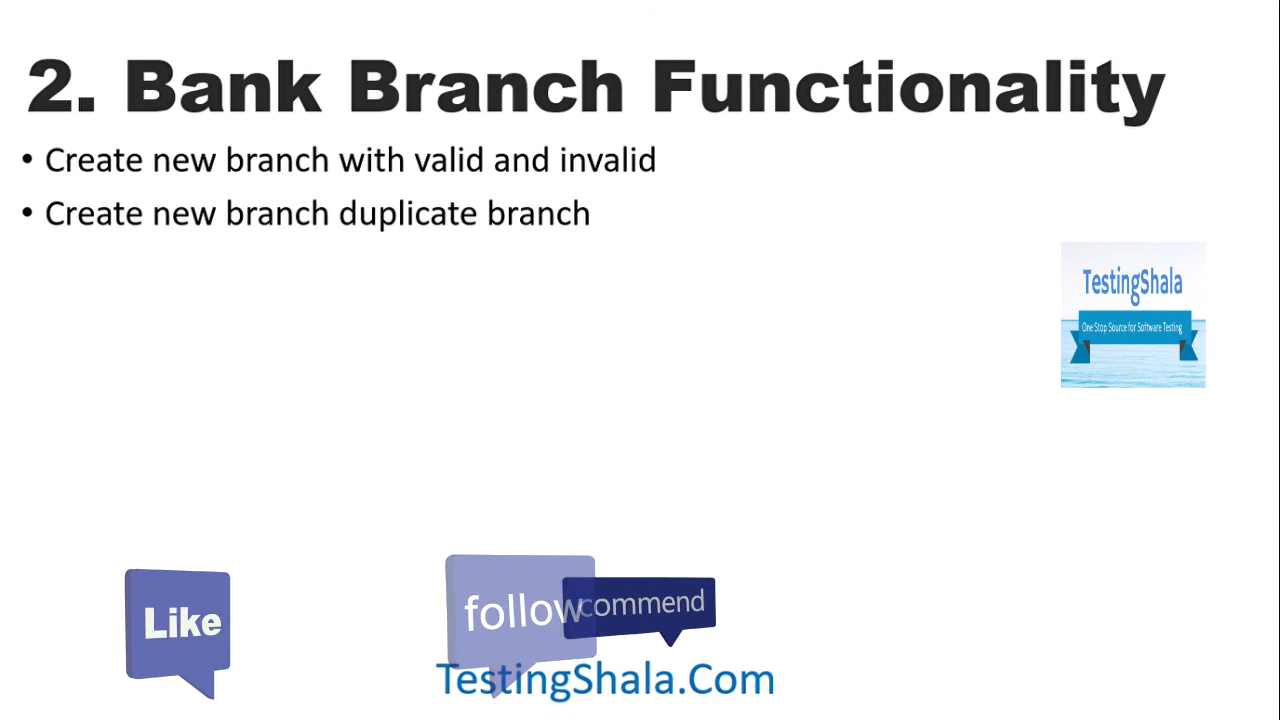 2. Bank Branch Functionality
• Create new branch with valid and invalid
• Create new branch duplicate branch
TestingShala
One Stop Source for Software Testing
Like
follow
commend
TestingShala.Com